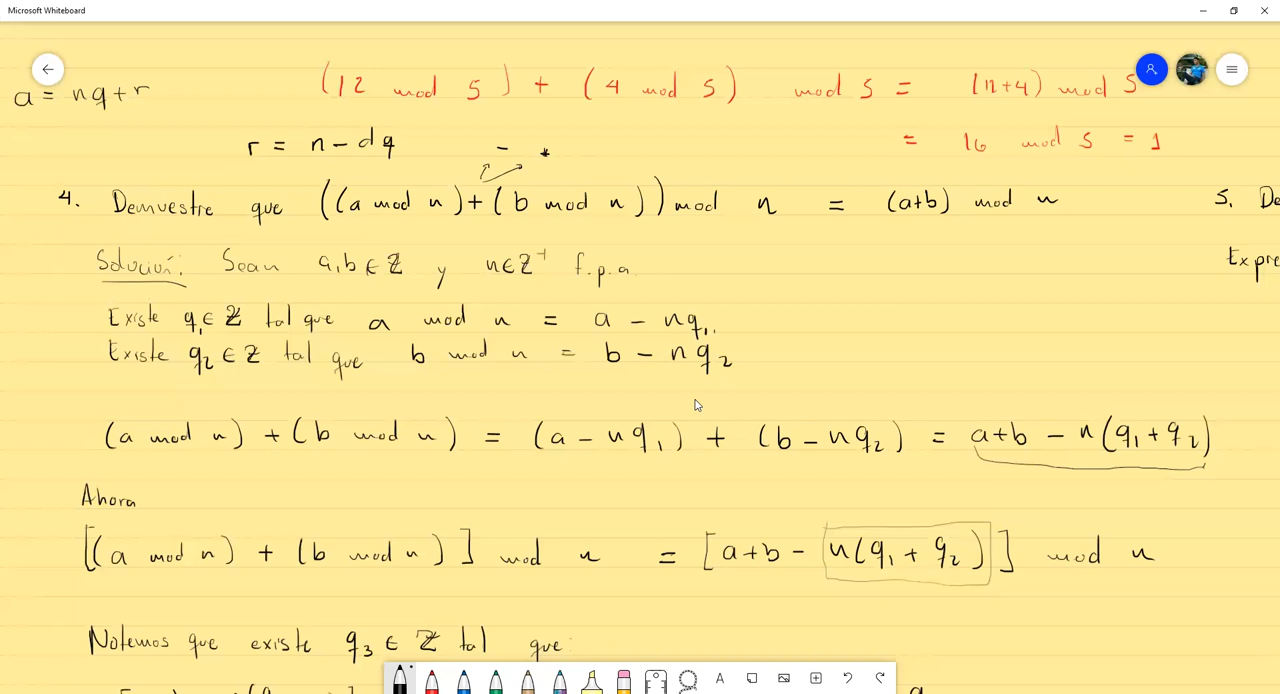 Microsoft Whiteboard
a = nq + r
(12 mod 5) + (4 mod 5) mod 5 = (12+4) mod 5
= 16 mod 5 = 1
r = n - dq
- *
4. Demuestre que ((a mod n) + (b mod n)) mod n = (a+b) mod n
5. De
Solución: Sean a,b ∈ ℤ y n ∈ ℤ⁺ f.p.a.
Expre
Existe q₁ ∈ ℤ tal que a mod n = a - nq₁.
Existe q₂ ∈ ℤ tal que b mod n = b - nq₂
(a mod n) + (b mod n) = (a - nq₁) + (b - nq₂) = a+b - n(q₁ + q₂)
Ahora
[(a mod n) + (b mod n)] mod n = [a+b - n(q₁ + q₂)] mod n
Notemos que existe q₃ ∈ ℤ tal que: